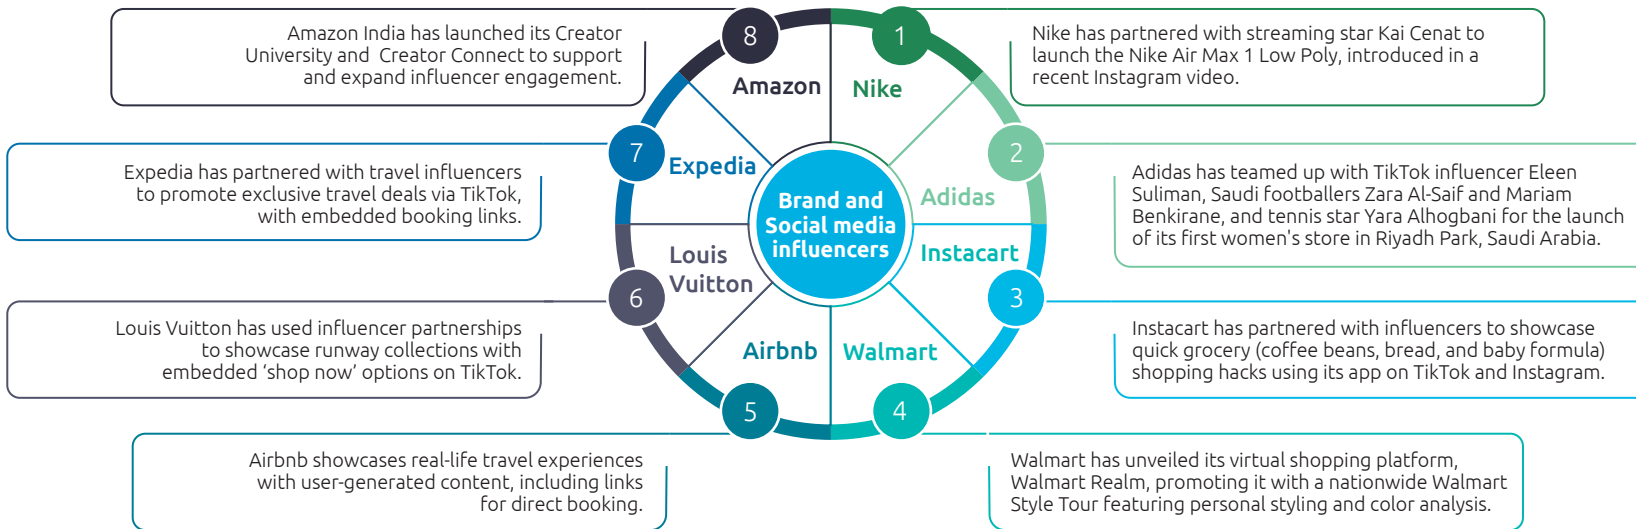 Brand and
Social media
influencers
1
Nike
Nike has partnered with streaming star Kai Cenat to
launch the Nike Air Max 1 Low Poly, introduced in a
recent Instagram video.
2
Adidas
Adidas has teamed up with TikTok influencer Eleen
Suliman, Saudi footballers Zara Al-Saif and Mariam
Benkirane, and tennis star Yara Alhogbani for the launch
of its first women's store in Riyadh Park, Saudi Arabia.
3
Instacart
Instacart has partnered with influencers to showcase
quick grocery (coffee beans, bread, and baby formula)
shopping hacks using its app on TikTok and Instagram.
4
Walmart
Walmart has unveiled its virtual shopping platform,
Walmart Realm, promoting it with a nationwide Walmart
Style Tour featuring personal styling and color analysis.
5
Airbnb
Airbnb showcases real-life travel experiences
with user-generated content, including links
for direct booking.
6
Louis
Vuitton
Louis Vuitton has used influencer partnerships
to showcase runway collections with
embedded ‘shop now’ options on TikTok.
7
Expedia
Expedia has partnered with travel influencers
to promote exclusive travel deals via TikTok,
with embedded booking links.
8
Amazon
Amazon India has launched its Creator
University and Creator Connect to support
and expand influencer engagement.